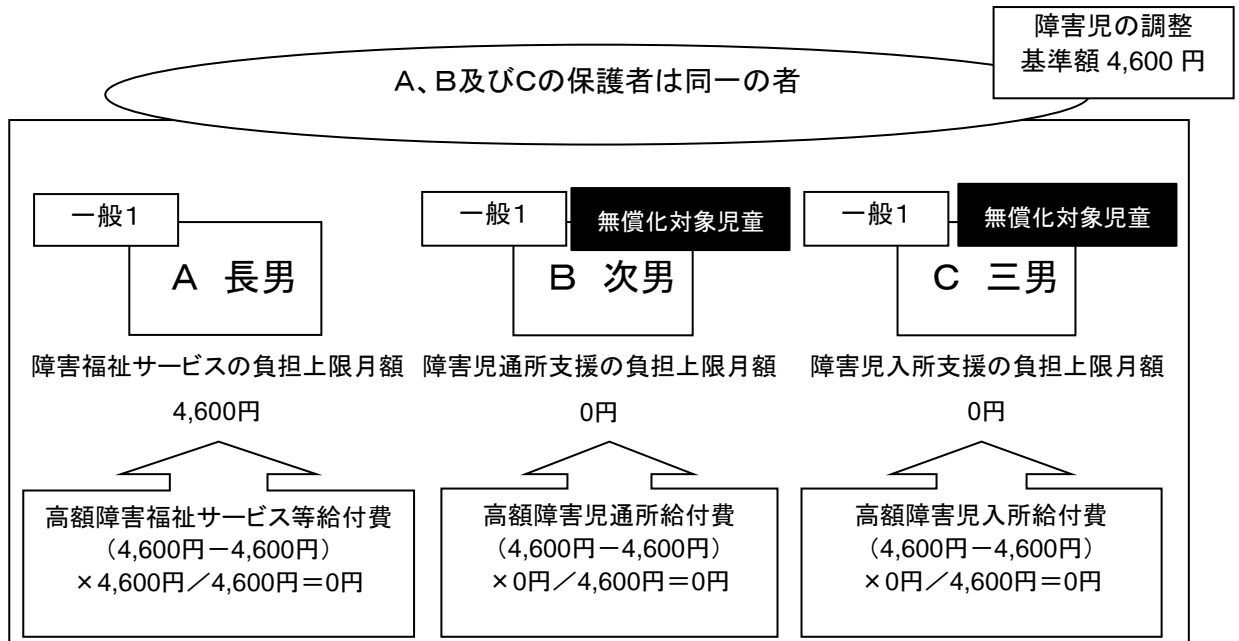 障害児の調整
基準額 4,600 円
A、B及びCの保護者は同一の者
一般1
A 長男
障害福祉サービスの負担上限月額
4,600円
高額障害福祉サービス等給付費
(4,600円-4,600円)
×4,600円/4,600円=0円
一般1
無償化対象児童
B 次男
障害児通所支援の負担上限月額
0円
高額障害児通所給付費
(4,600円-4,600円)
×0円/4,600円=0円
一般1
無償化対象児童
C 三男
障害児入所支援の負担上限月額
0円
高額障害児入所給付費
(4,600円-4,600円)
×0円/4,600円=0円